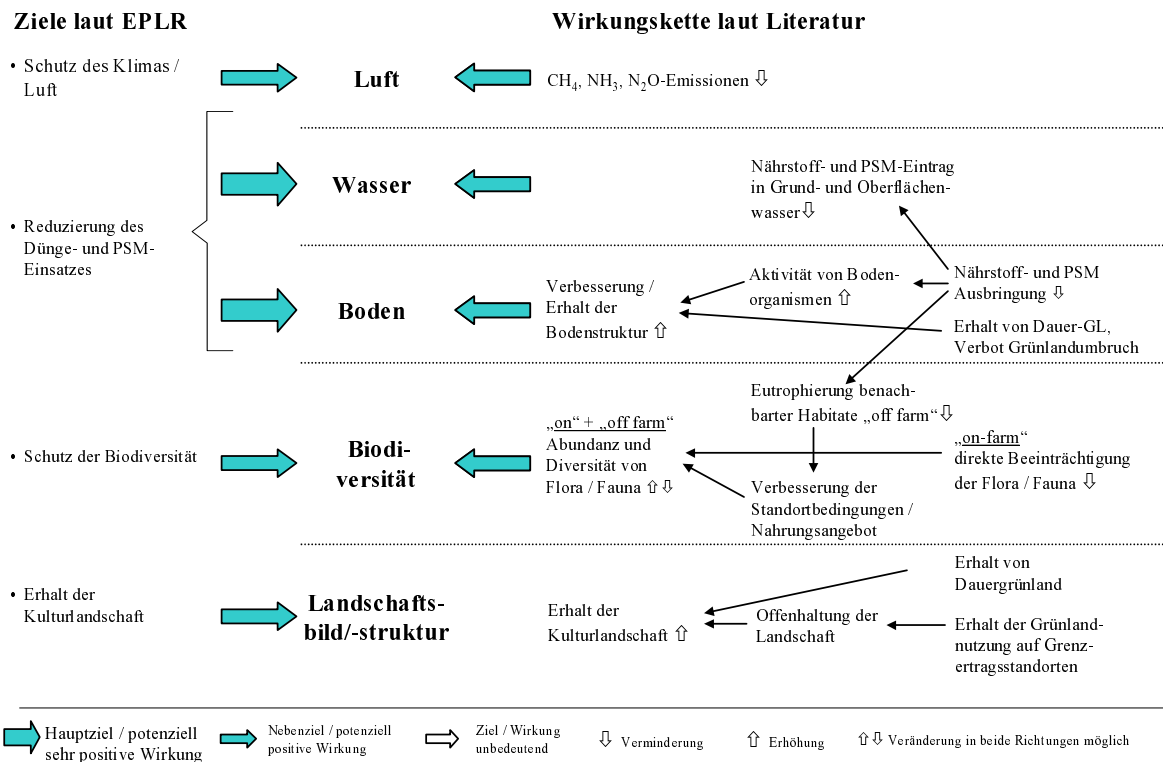 Ziele laut EPLR
Wirkungskette laut Literatur
• Schutz des Klimas /
Luft
Luft
CH4, NH3, N2O-Emissionen ⇩
• Reduzierung des
Dünge- und PSM-
Einsatzes
Wasser
Nährstoff- und PSM-Eintrag
in Grund- und Oberflächen-
wasser ⇩
Boden
Verbesserung /
Erhalt der
Bodenstruktur ⇧
Aktivität von Boden-
organismen ⇧
Nährstoff- und PSM
Ausbringung ⇩
Erhalt von Dauer-GL,
Verbot Grünlandumbruch
• Schutz der Biodiversität
Biodi-
versität
„on“ + „off farm“
Abundanz und
Diversität von
Flora / Fauna ⇧⇩
Eutrophierung benach-
barter Habitate „off farm“ ⇩
Verbesserung der
Standortbedingungen /
Nahrungsangebot
„on-farm“
direkte Beeinträchtigung
der Flora / Fauna ⇩
• Erhalt der
Kulturlandschaft
Landschafts-
bild/-struktur
Erhalt der
Kulturlandschaft ⇧
Offenhaltung der
Landschaft
Erhalt von
Dauergrünland
Erhalt der Grünland-
nutzung auf Grenz-
ertragsstandorten
Hauptziel / potenziell
sehr positive Wirkung
Nebenziel / potenziell
positive Wirkung
Ziel / Wirkung
unbedeutend
⇩ Verminderung
⇧ Erhöhung
⇧⇩ Veränderung in beide Richtungen möglich